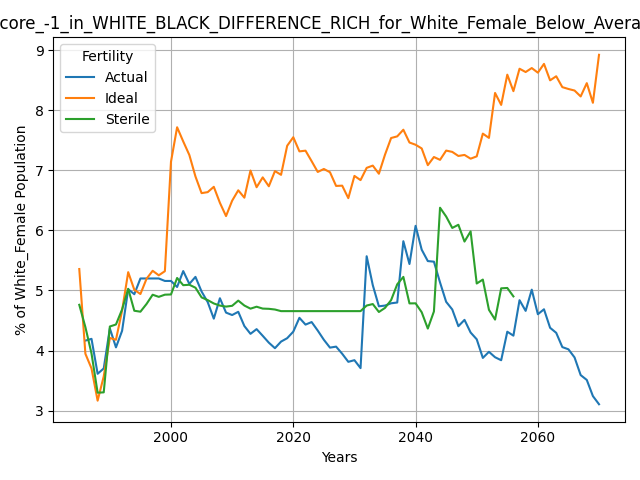 core_-1_in_WHITE_BLACK_DIFFERENCE_RICH_for_White_Female_Below_Avera
Fertility
Actual
Ideal
Sterile
% of White_Female Population
9
8
7
6
5
4
3
2000 2020 2040 2060
Years